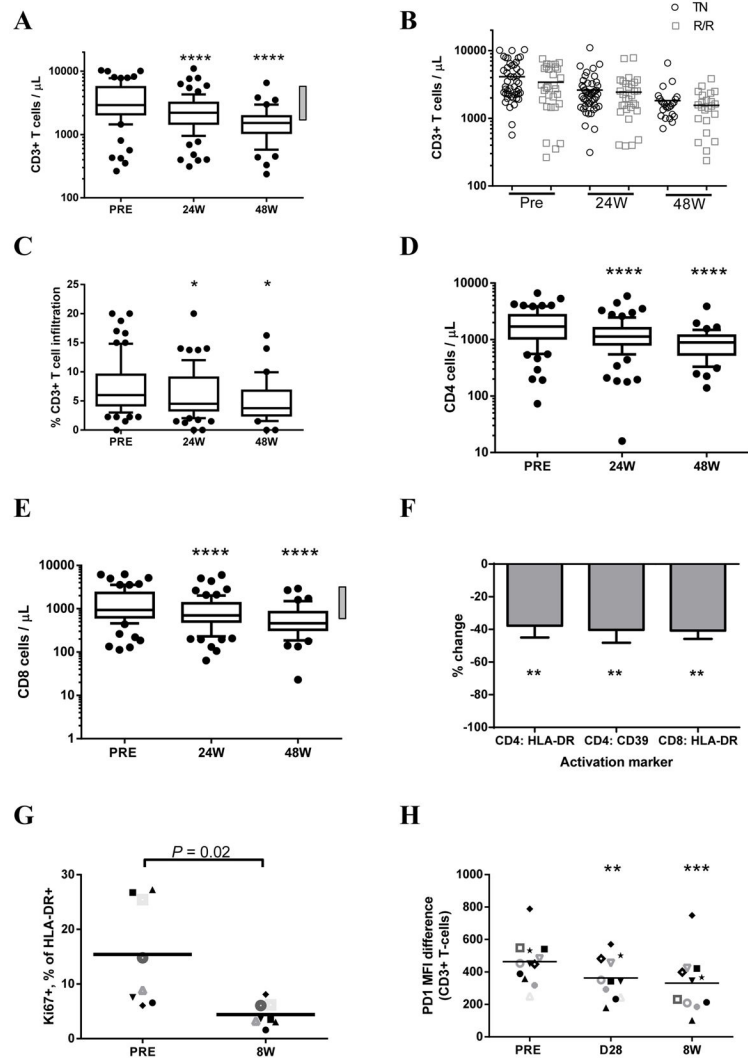 A
CD3+ T cells / μL
10000
1000
100
****
****
PRE
24W
48W
B
TN
R/R
CD3+ T cells / μL
10000
1000
100
Pre
24W
48W
C
% CD3+ T cell infiltration
25
20
15
10
5
0
*
*
PRE
24W
48W
D
CD4 cells / μL
10000
1000
100
10
****
****
PRE
24W
48W
E
CD8 cells / μL
10000
1000
100
10
1
****
****
PRE
24W
48W
F
% change
0
-20
-40
-60
-80
-100
**
**
**
CD4: HLA-DR
CD4: CD39
CD8: HLA-DR
Activation marker
G
Ki67+, % of HLA-DR+
30
20
10
0
P = 0.02
PRE
8W
H
PD1 MFI difference
(CD3+ T-cells)
1000
800
600
400
200
0
**
***
PRE
D28
8W